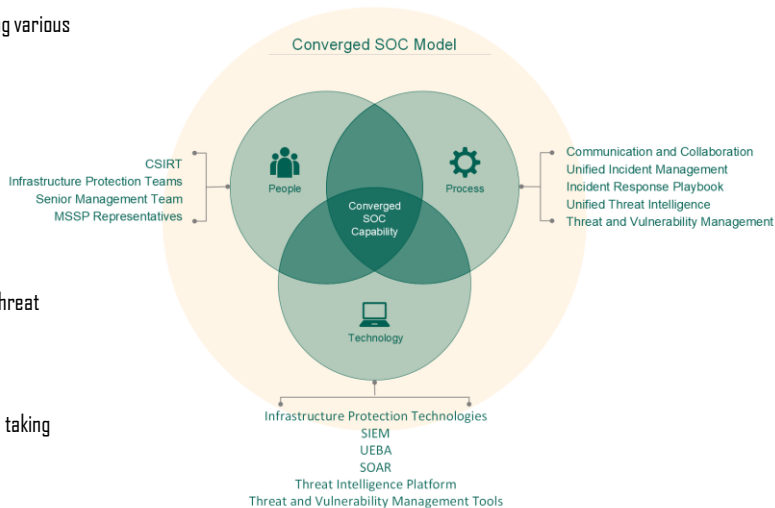 g various
Converged SOC Model
People
Process
Converged
SOC
Capability
Technology
CSIRT
Infrastructure Protection Teams
Senior Management Team
MSSP Representatives
Communication and Collaboration
Unified Incident Management
Incident Response Playbook
Unified Threat Intelligence
Threat and Vulnerability Management
hreat
taking
Infrastructure Protection Technologies
SIEM
UEBA
SOAR
Threat Intelligence Platform
Threat and Vulnerability Management Tools